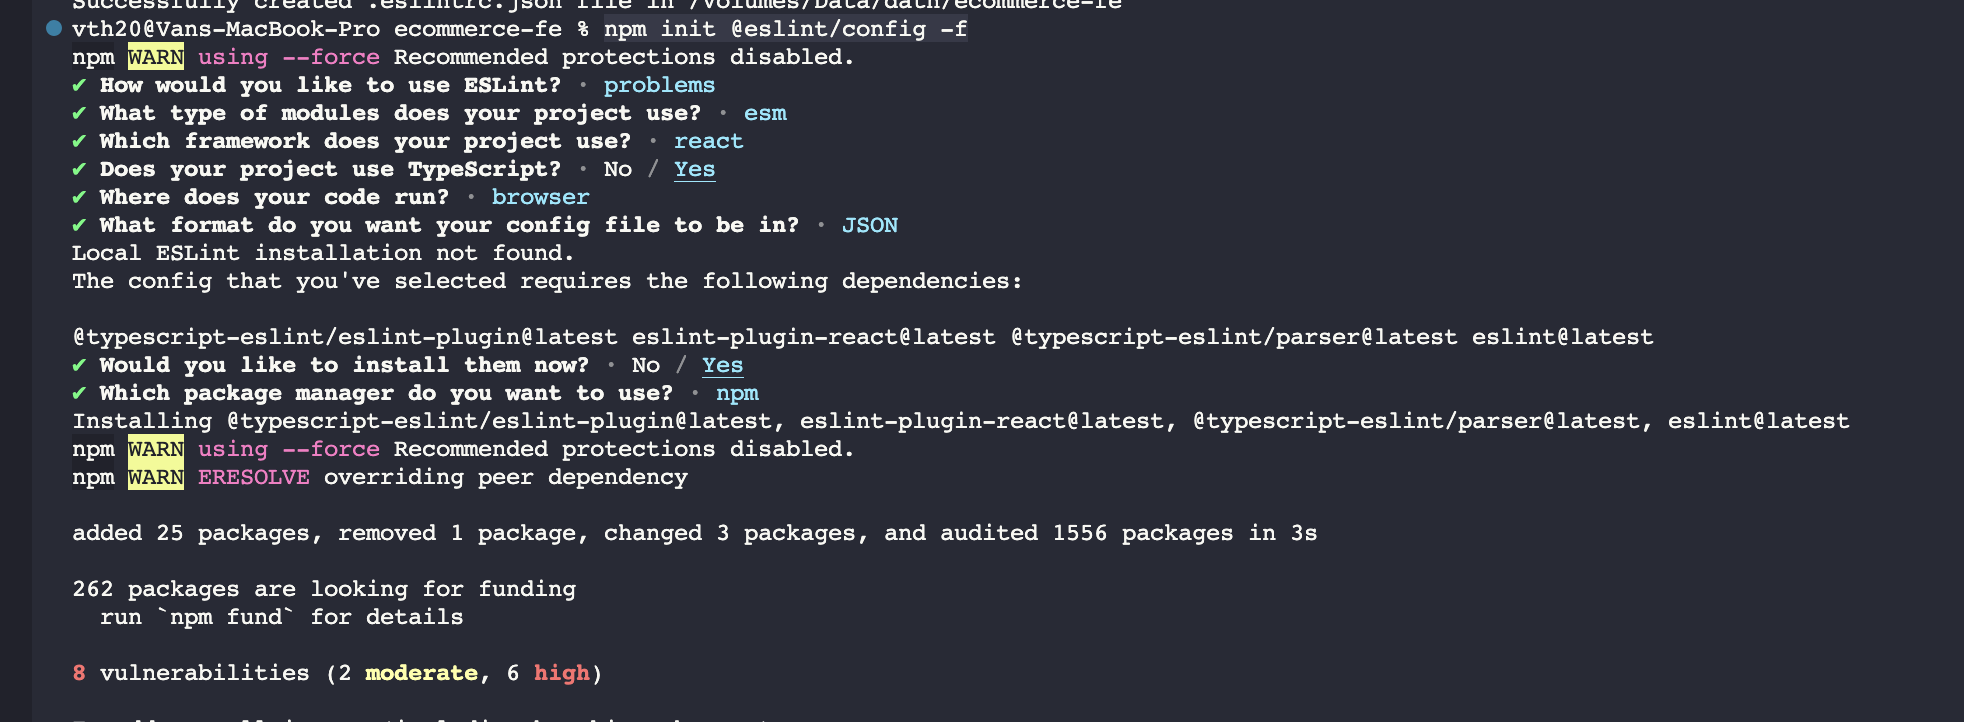 Successfully created .eslintrc.json file in /Volumes/Data/dath/ecommerce-fe
vth20@Vans-MacBook-Pro ecommerce-fe % npm init @eslint/config -f
npm WARN using --force Recommended protections disabled.
✔ How would you like to use ESLint? · problems
✔ What type of modules does your project use? · esm
✔ Which framework does your project use? · react
✔ Does your project use TypeScript? · No / Yes
✔ Where does your code run? · browser
✔ What format do you want your config file to be in? · JSON
Local ESLint installation not found.
The config that you've selected requires the following dependencies:
@typescript-eslint/eslint-plugin@latest eslint-plugin-react@latest @typescript-eslint/parser@latest eslint@latest
✔ Would you like to install them now? · No / Yes
✔ Which package manager do you want to use? · npm
Installing @typescript-eslint/eslint-plugin@latest, eslint-plugin-react@latest, @typescript-eslint/parser@latest, eslint@latest
npm WARN using --force Recommended protections disabled.
npm WARN ERESOLVE overriding peer dependency
added 25 packages, removed 1 package, changed 3 packages, and audited 1556 packages in 3s
262 packages are looking for funding
run `npm fund` for details
8 vulnerabilities (2 moderate, 6 high)